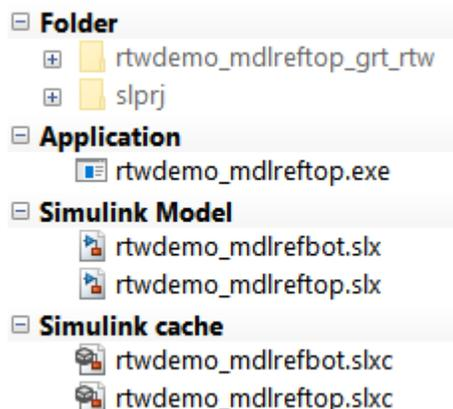 Folder
rtwdemo_mdlreftop_grt_rtw
slprj
Application
rtwdemo_mdlreftop.exe
Simulink Model
rtwdemo_mdlrefbot.slx
rtwdemo_mdlreftop.slx
Simulink cache
rtwdemo_mdlrefbot.slxc
rtwdemo_mdlreftop.slxc